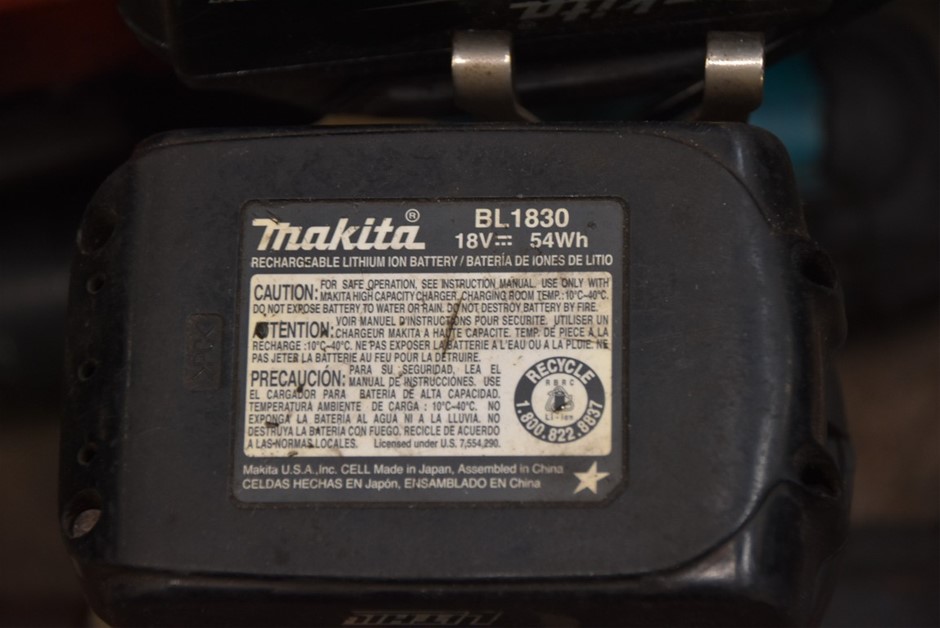 makita
makita®
BL1830
18V⎓ 54Wh
RECHARGEABLE LITHIUM ION BATTERY / BATERÍA DE IONES DE LITIO
CAUTION: FOR SAFE OPERATION, SEE INSTRUCTION MANUAL. USE ONLY WITH
MAKITA HIGH CAPACITY CHARGER. CHARGING ROOM TEMP.: 10°C~40°C.
DO NOT EXPOSE BATTERY TO WATER OR RAIN. DO NOT DESTROY BATTERY BY FIRE.
ATTENTION: VOIR MANUEL D'INSTRUCTIONS POUR SECURITE. UTILISER UN
CHARGEUR MAKITA A HAUTE CAPACITE. TEMP. DE PIECE A LA
RECHARGE :10°C~40°C. NE PAS EXPOSER LA BATTERIE A L'EAU OU A LA PLUIE. NE
PAS JETER LA BATTERIE AU FEU POUR LA DETRUIRE.
PRECAUCIÓN: PARA SU SEGURIDAD, LEA EL
MANUAL DE INSTRUCCIONES. USE
EL CARGADOR PARA BATERÍA DE ALTA CAPACIDAD.
TEMPERATURA AMBIENTE DE CARGA : 10°C~40°C. NO
EXPONGA LA BATERÍA AL AGUA NI A LA LLUVIA. NO
DESTRUYA LA BATERÍA CON FUEGO. RECICLE DE ACUERDO
A LAS NORMAS LOCALES. Licensed under U.S. 7,554,290.
RECYCLE
RBRC
Li-Ion
1.800.822.8837
Makita U.S.A.,Inc. CELL Made in Japan, Assembled in China
CELDAS HECHAS EN Japón, ENSAMBLADO EN China